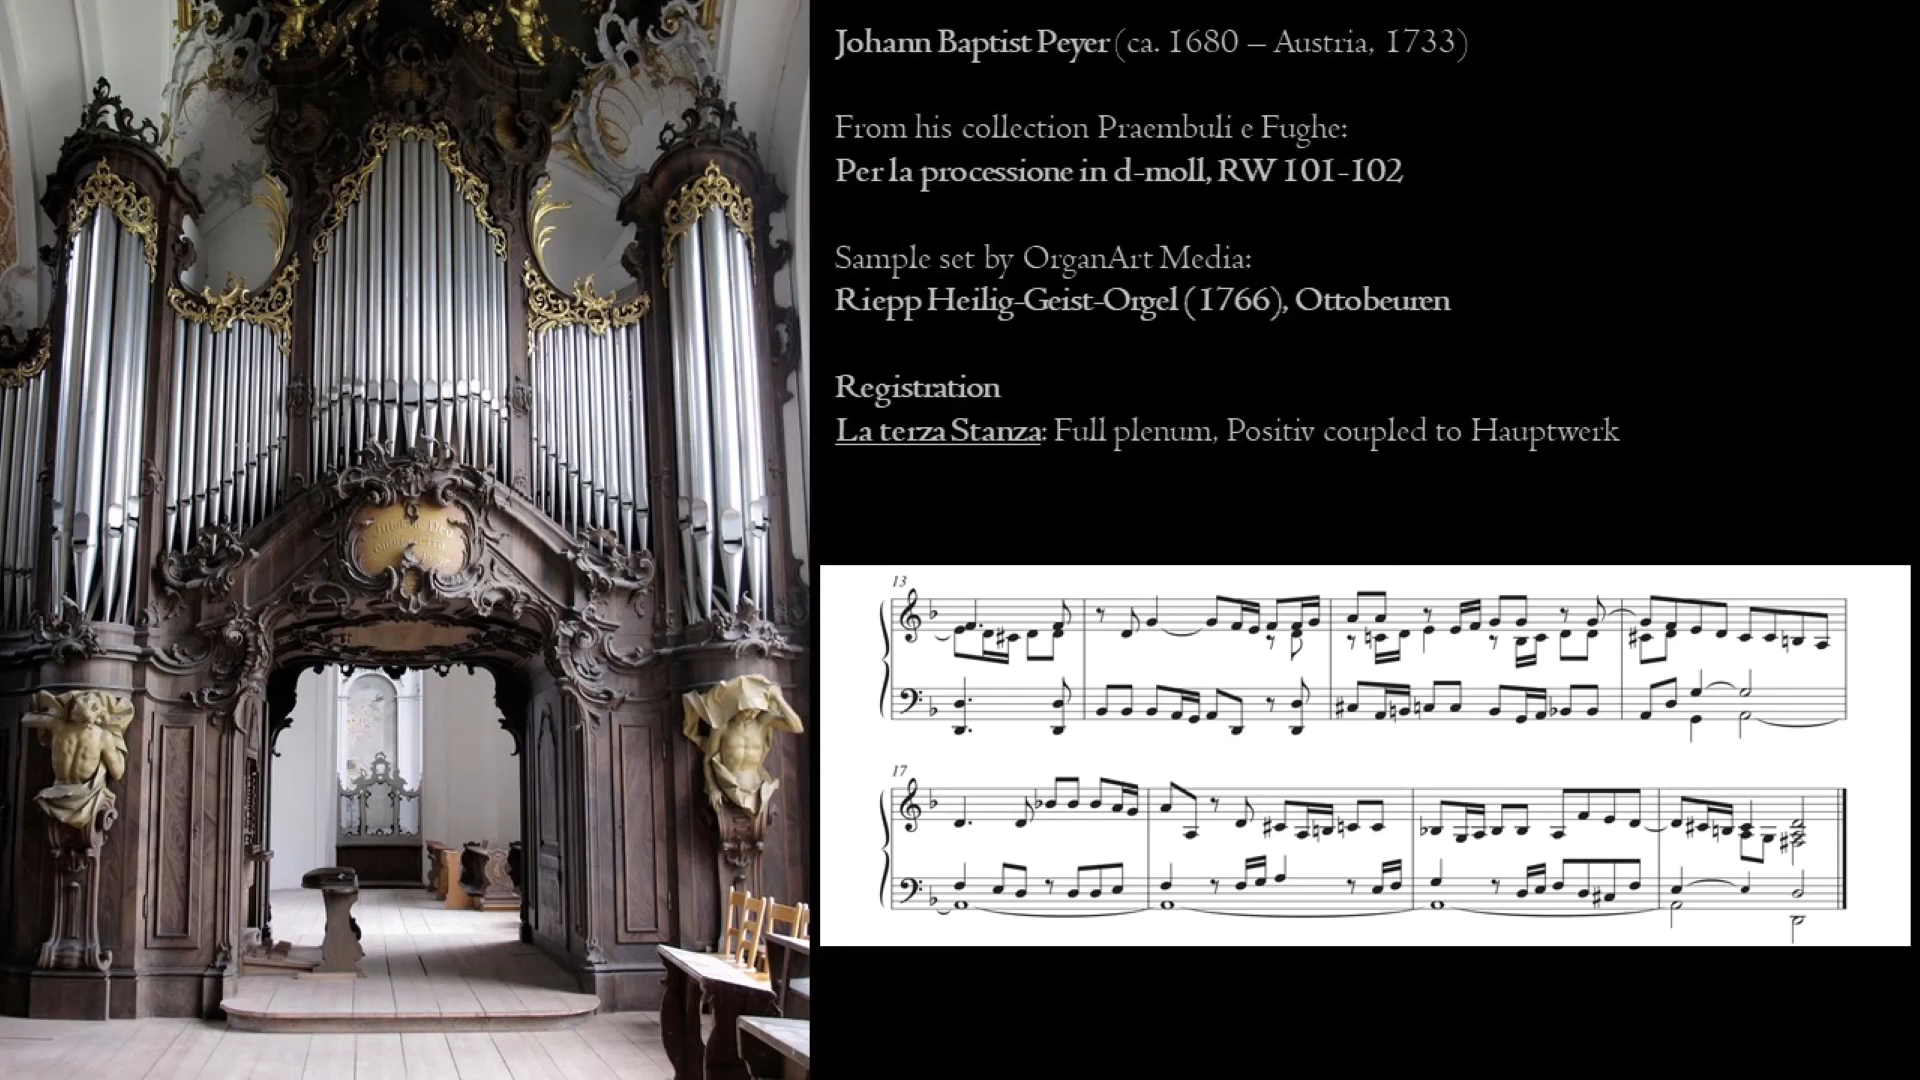 Johann Baptist Peyer (ca. 1680 – Austria, 1733)
From his collection Praembuli e Fughe:
Per la processione in d-moll, RW 101-102
Sample set by OrganArt Media:
Riepp Heilig-Geist-Orgel (1766), Ottobeuren
Registration
La terza Stanza: Full plenum, Positiv coupled to Hauptwerk
13
17